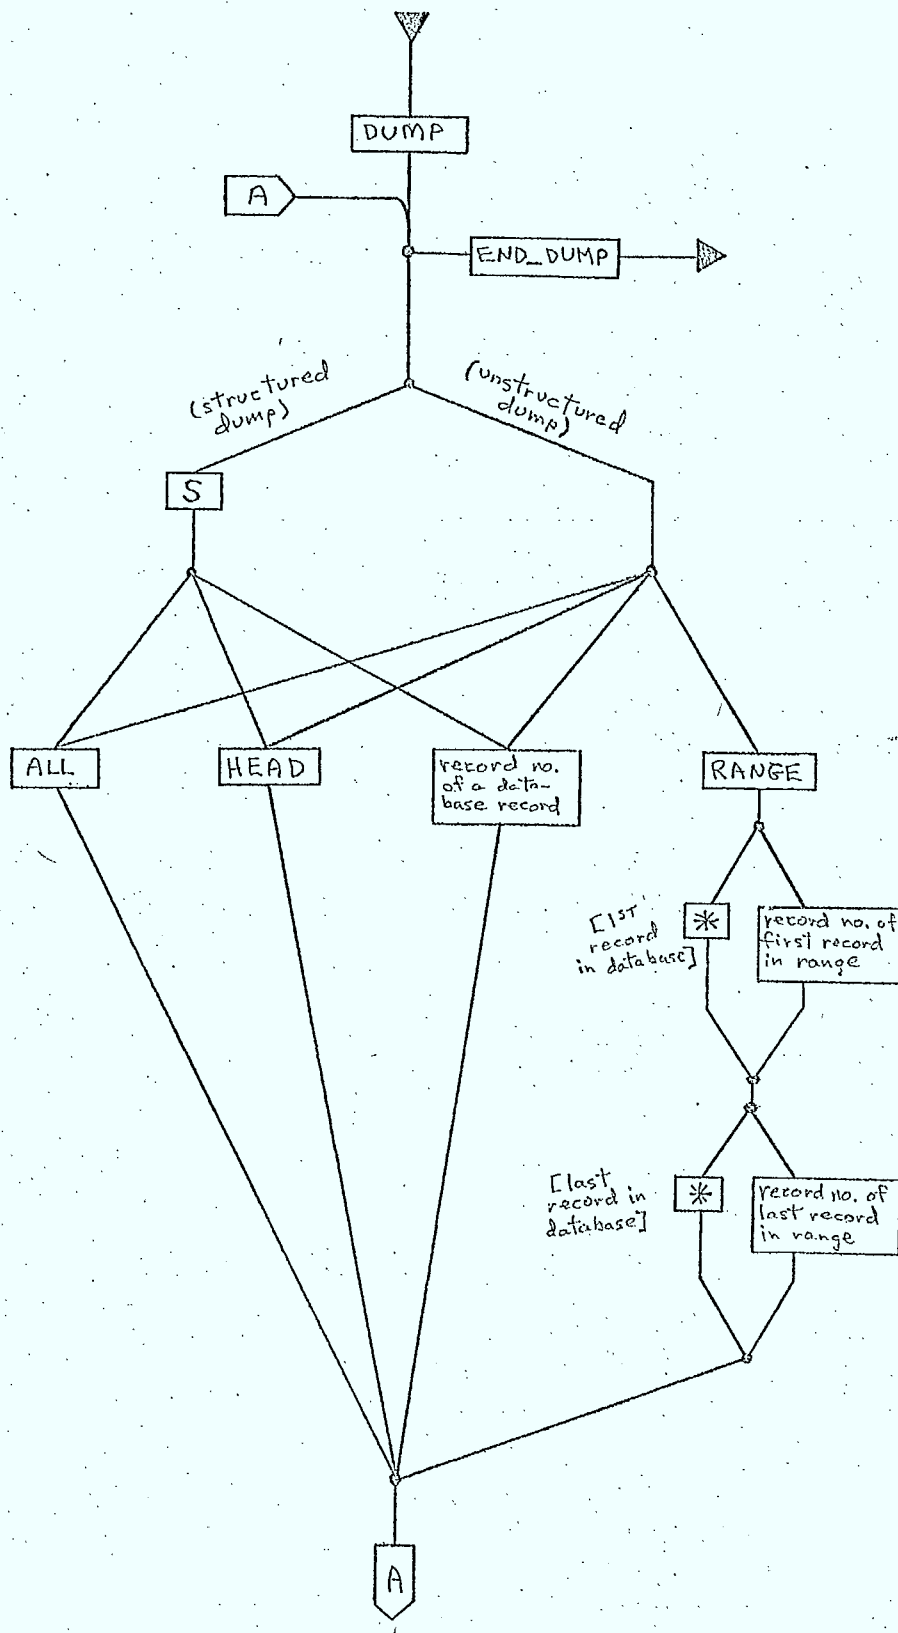 DUMP
A
END_DUMP
(structured
dump)
(unstructured
dump)
S
ALL
HEAD
record no.
of a data-
base record
RANGE
[1st
record
in database]
*
record no. of
first record
in range
[last
record in
database]
*
record no. of
last record
in range
A